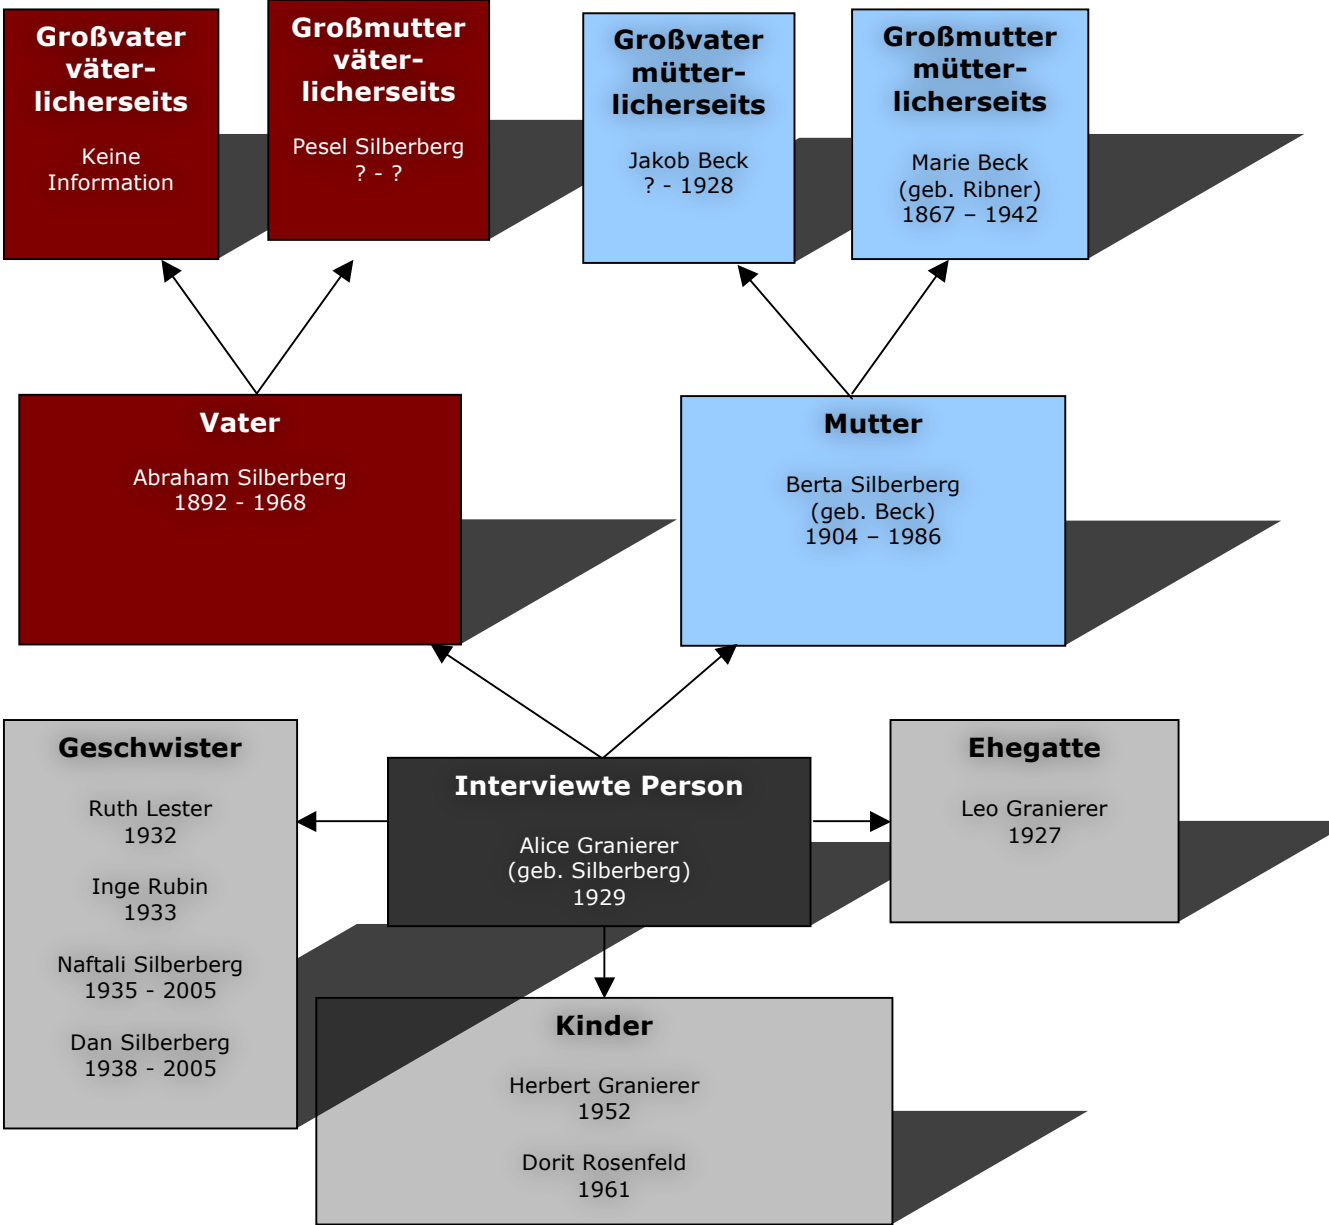 Großvater
väter-
licherseits
Keine
Information
Großmutter
väter-
licherseits
Pesel Silberberg
? - ?
Großvater
mütter-
licherseits
Jakob Beck
? - 1928
Großmutter
mütter-
licherseits
Marie Beck
(geb. Ribner)
1867 – 1942
Vater
Abraham Silberberg
1892 - 1968
Mutter
Berta Silberberg
(geb. Beck)
1904 – 1986
Geschwister
Ruth Lester
1932
Inge Rubin
1933
Naftali Silberberg
1935 - 2005
Dan Silberberg
1938 - 2005
Interviewte Person
Alice Granierer
(geb. Silberberg)
1929
Ehegatte
Leo Granierer
1927
Kinder
Herbert Granierer
1952
Dorit Rosenfeld
1961